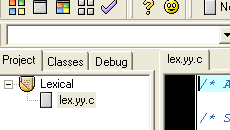 Ne
Project Classes Debug
lex.yy.c
Lexical
lex.yy.c
/* A
/* S